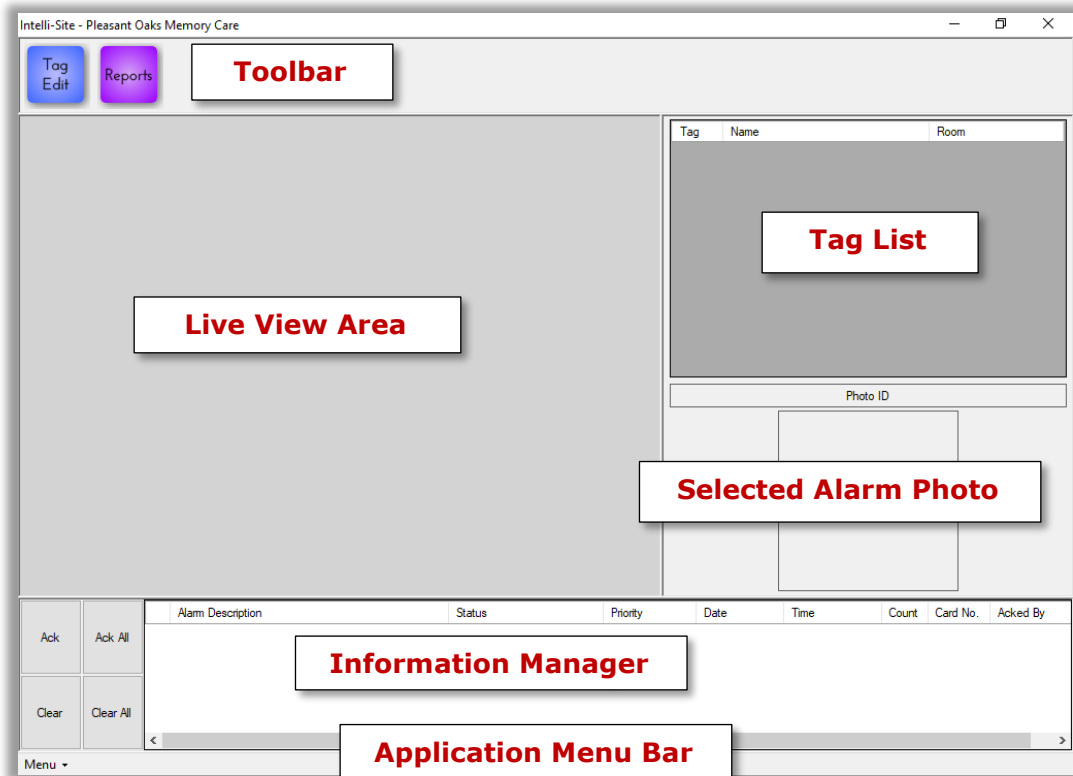 Intelli-Site - Pleasant Oaks Memory Care
Tag
Edit
Reports
Toolbar
Tag Name Room
Tag List
Live View Area
Photo ID
Selected Alarm Photo
Alarm Description Status Priority Date Time Count Card No. Acked By
Ack Ack All
Information Manager
Clear Clear All
Application Menu Bar
Menu